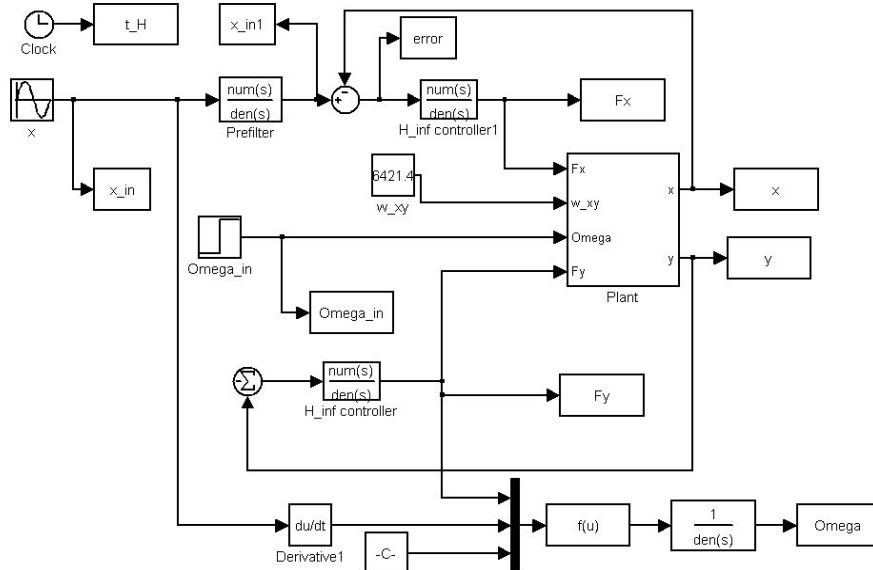 t_H
x_in1
error
Clock
num(s)
den(s)
Prefilter
num(s)
den(s)
H_inf controller1
Fx
x
x_in
6421.4
w_xy
Fx
w_xy
Omega
Fy
x
y
Plant
x
y
Omega_in
Omega_in
num(s)
den(s)
H_inf controller
Fy
du/dt
Derivative1
-C-
f(u)
1
den(s)
Omega